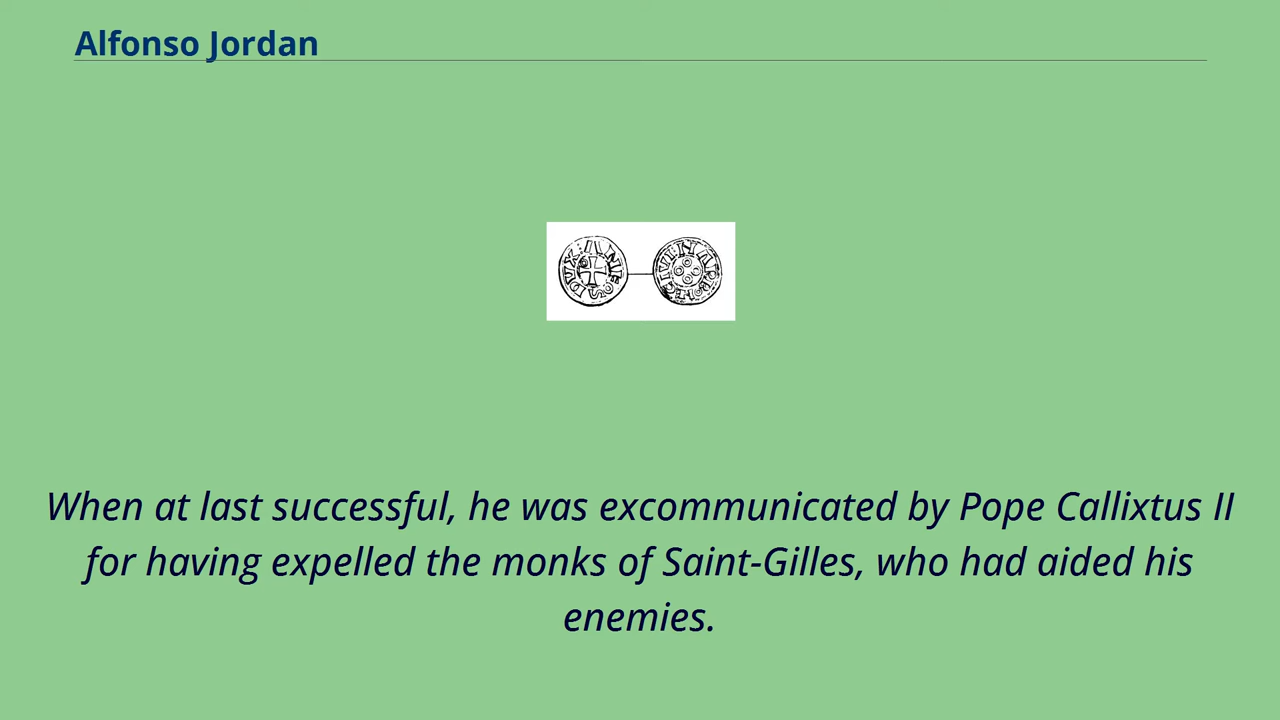 Alfonso Jordan
When at last successful, he was excommunicated by Pope Callixtus II
for having expelled the monks of Saint-Gilles, who had aided his
enemies.